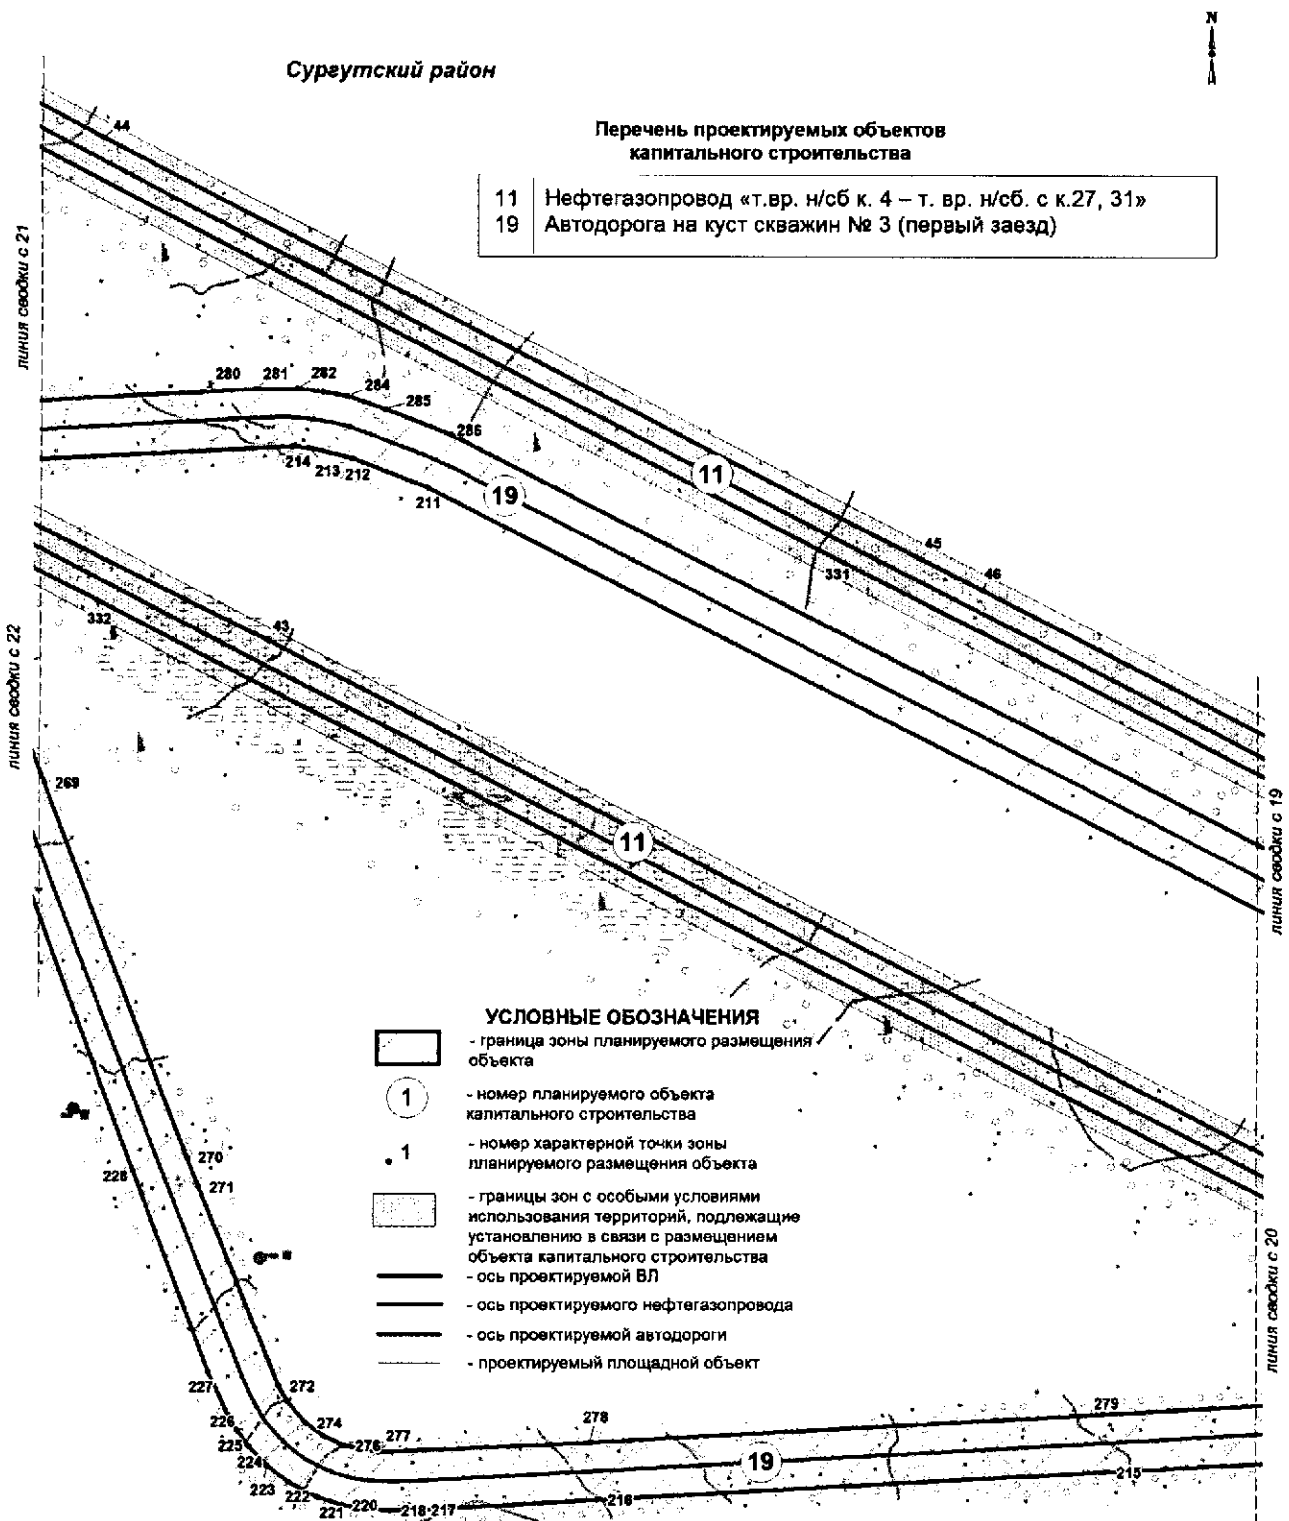 N
Сургутский район
Перечень проектируемых объектов
капитального строительства
11 Нефтегазопровод «т.вр. н/сб к. 4 – т. вр. н/сб. с к.27, 31»
19 Автодорога на куст скважин № 3 (первый заезд)
44
линия сводки с 21
280
281
282
284
285
286
214
213
212
211
19
11
45
46
331
линия сводки с 22
332
43
269
11
линия сводки с 19
УСЛОВНЫЕ ОБОЗНАЧЕНИЯ
- граница зоны планируемого размещения
объекта
1
- номер планируемого объекта
капитального строительства
1
- номер характерной точки зоны
планируемого размещения объекта
- границы зон с особыми условиями
использования территорий, подлежащие
установлению в связи с размещением
объекта капитального строительства
- ось проектируемой ВЛ
- ось проектируемого нефтегазопровода
- ось проектируемой автодороги
- проектируемый площадной объект
270
228
271
линия сводки с 20
227
272
226
274
225
276
277
278
279
224
19
215
223
222
221
220
218
217
216